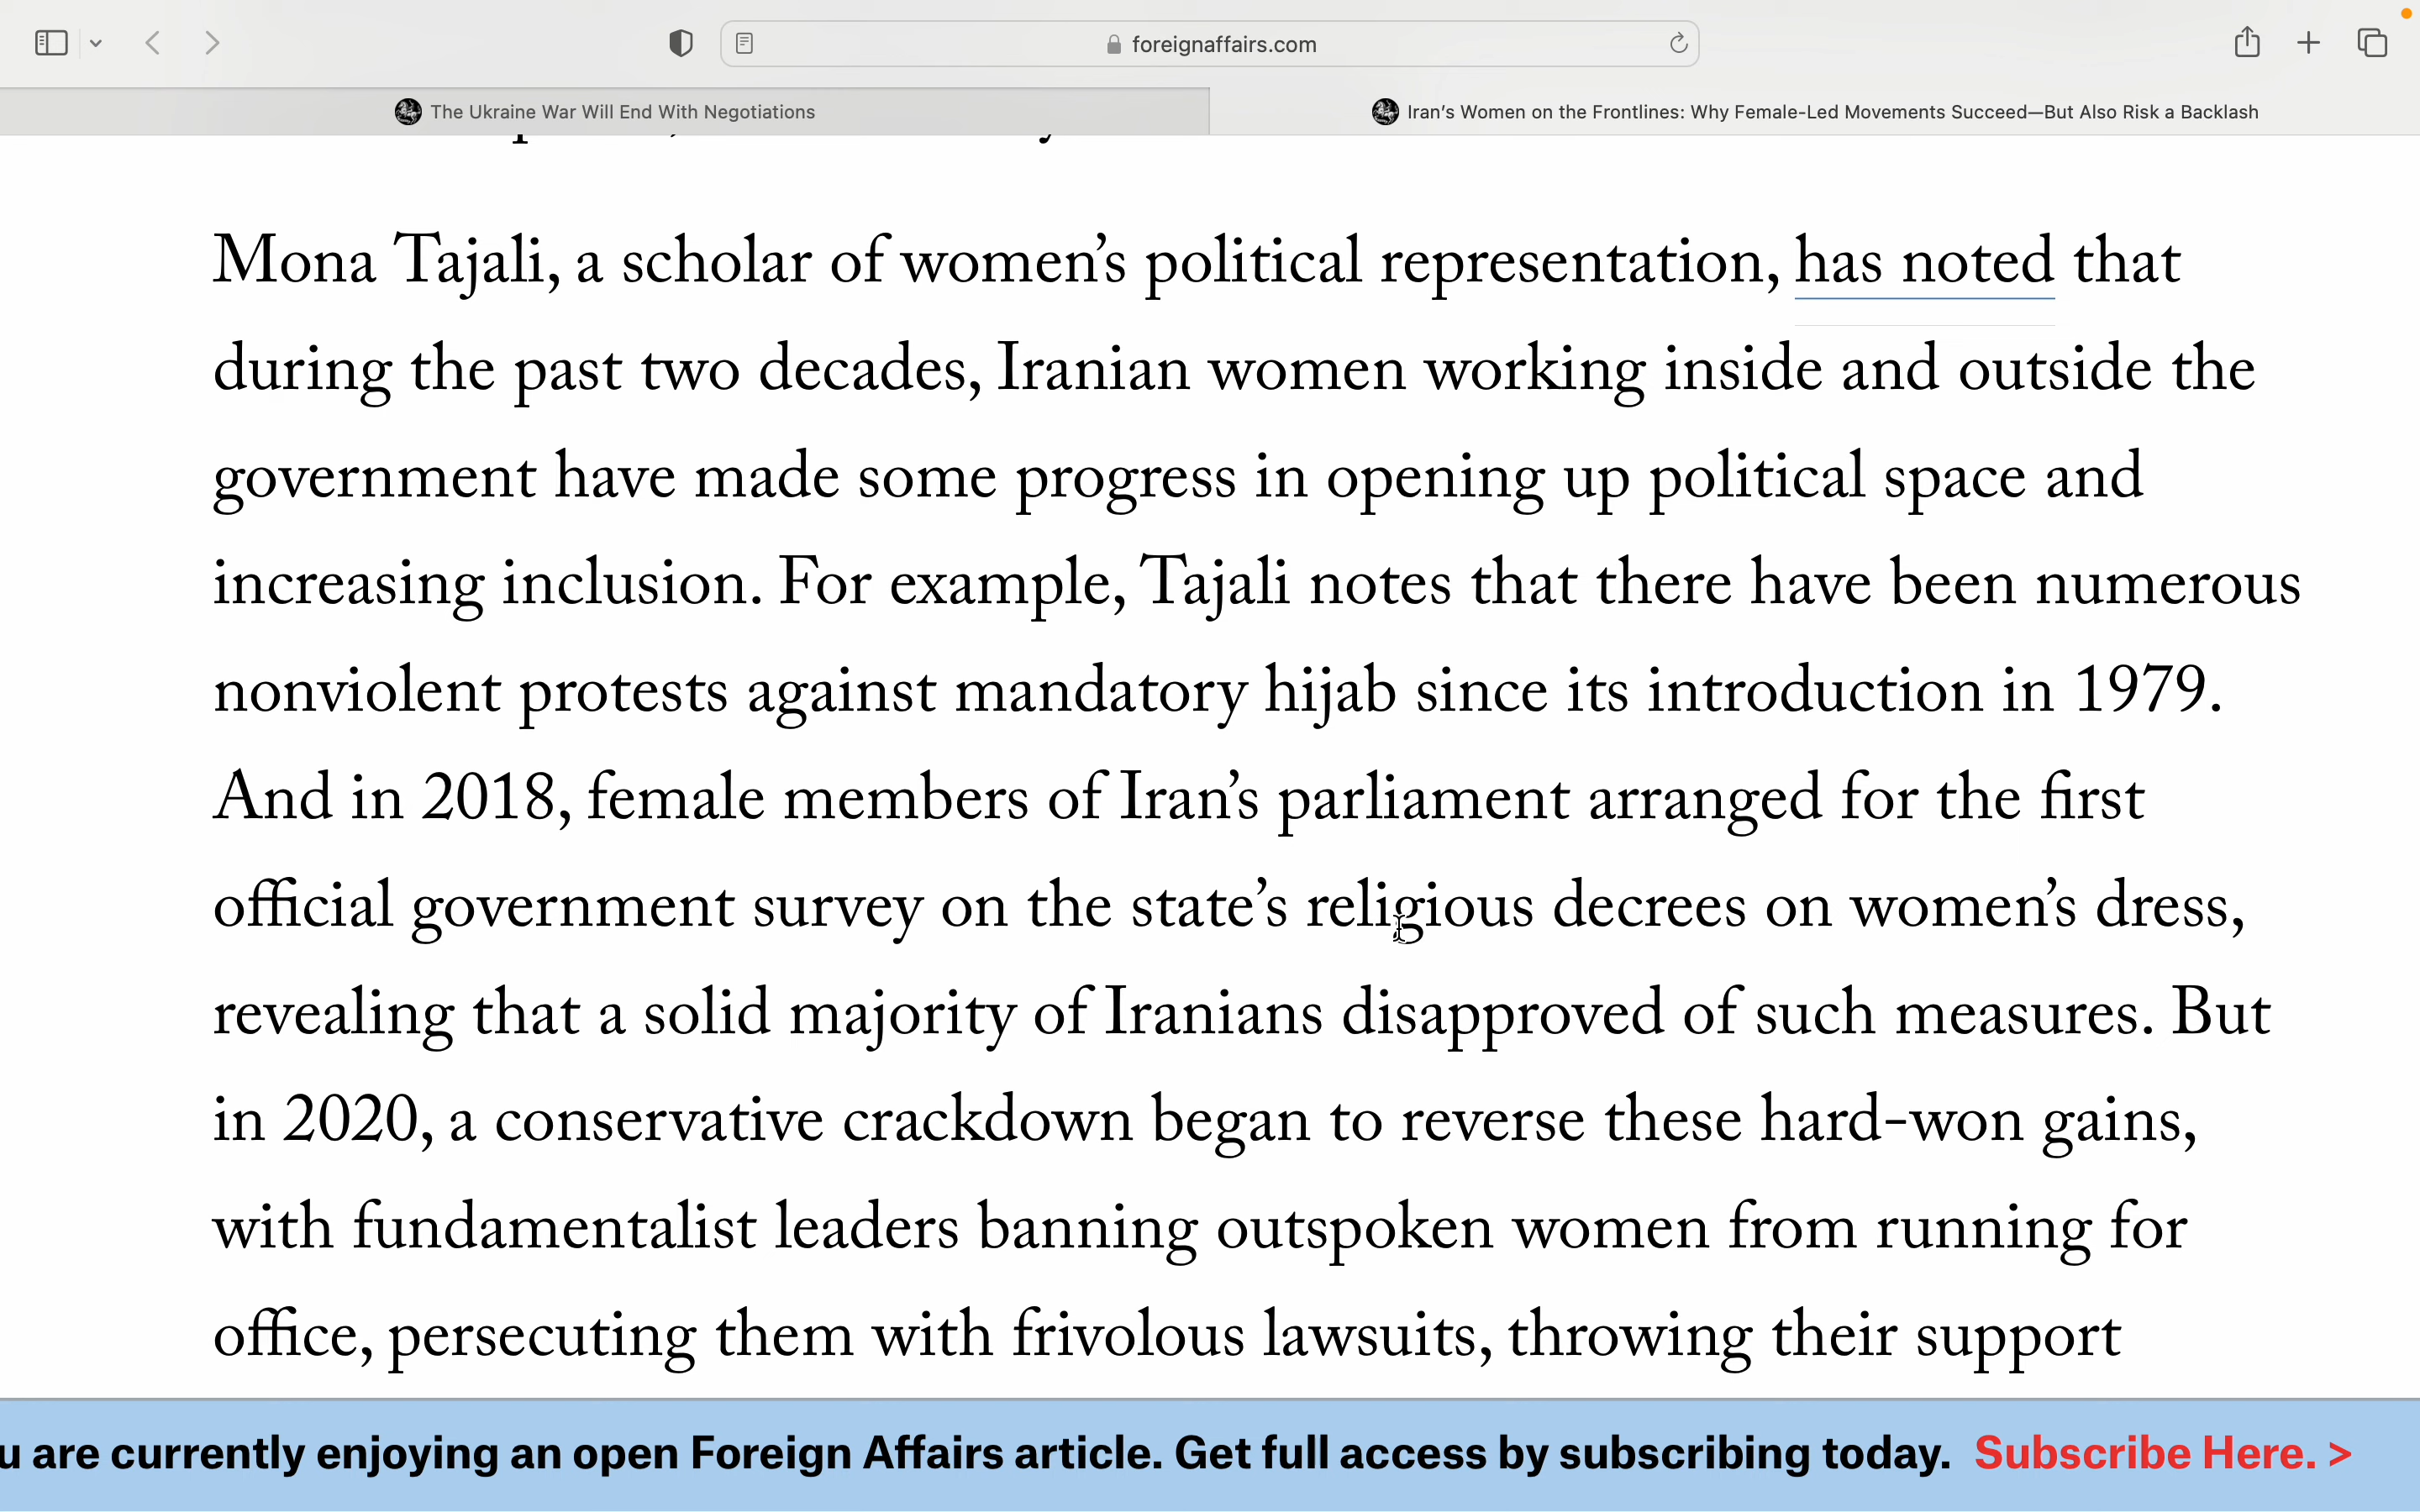 foreignaffairs.com
The Ukraine War Will End With Negotiations
Iran's Women on the Frontlines: Why Female-Led Movements Succeed—But Also Risk a Backlash
Mona Tajali, a scholar of women's political representation, has noted that
during the past two decades, Iranian women working inside and outside the
government have made some progress in opening up political space and
increasing inclusion. For example, Tajali notes that there have been numerous
nonviolent protests against mandatory hijab since its introduction in 1979.
And in 2018, female members of Iran's parliament arranged for the first
official government survey on the state's religious decrees on women's dress,
revealing that a solid majority of Iranians disapproved of such measures. But
in 2020, a conservative crackdown began to reverse these hard-won gains,
with fundamentalist leaders banning outspoken women from running for
office, persecuting them with frivolous lawsuits, throwing their support
u are currently enjoying an open Foreign Affairs article. Get full access by subscribing today. Subscribe Here. >